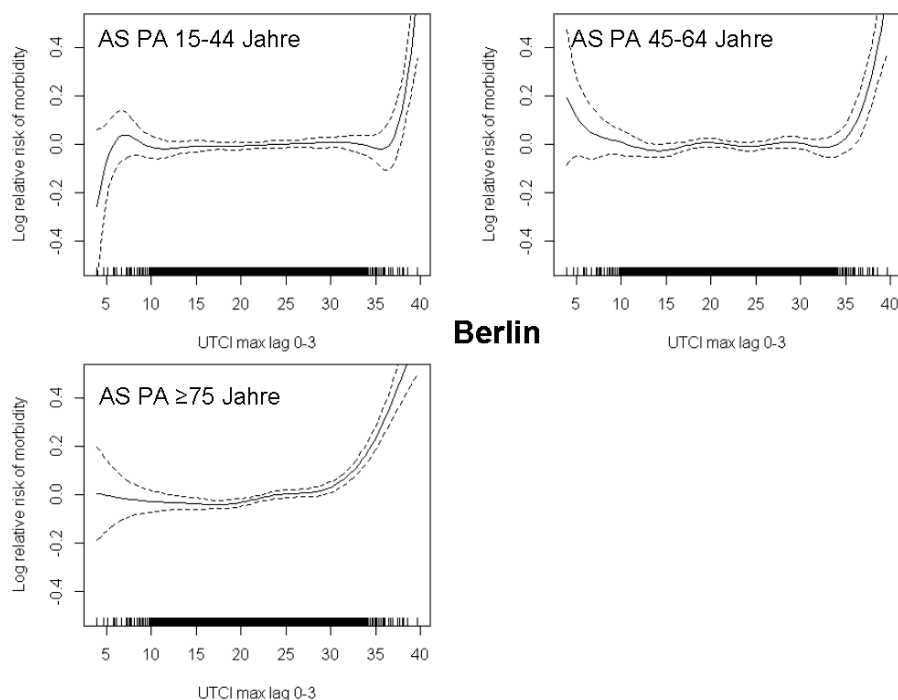 AS PA 15-44 Jahre
Log relative risk of morbidity
0.4
0.2
0.0
-0.2
-0.4
5 10 15 20 25 30 35 40
UTCI max lag 0-3
AS PA 45-64 Jahre
Log relative risk of morbidity
0.4
0.2
0.0
-0.2
-0.4
5 10 15 20 25 30 35 40
UTCI max lag 0-3
Berlin
AS PA ≥75 Jahre
Log relative risk of morbidity
0.4
0.2
0.0
-0.2
-0.4
5 10 15 20 25 30 35 40
UTCI max lag 0-3